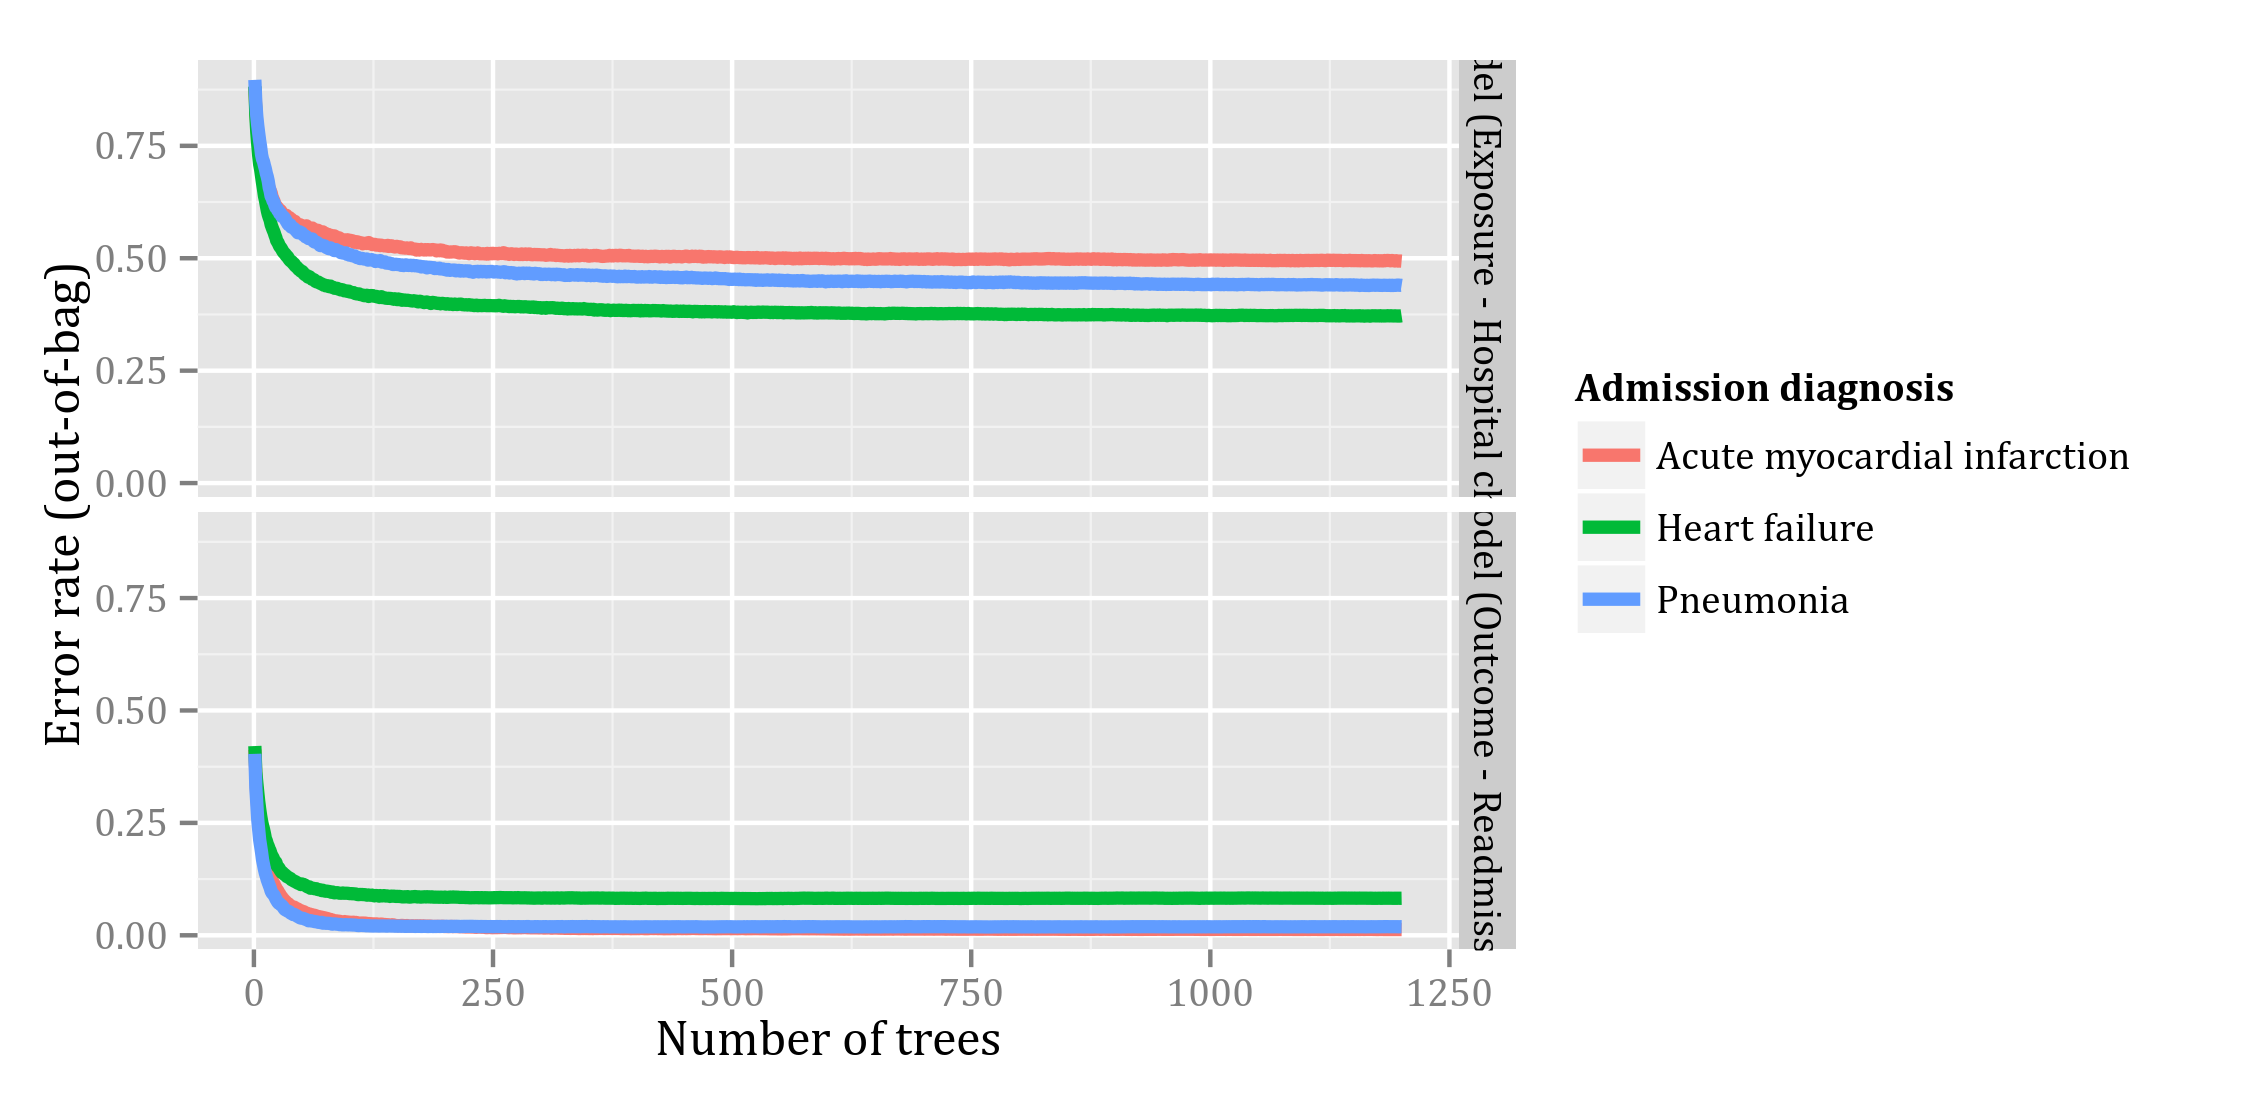 Error rate (out-of-bag)
0.75
0.50
0.25
0.00
del (Exposure - Hospital ch
0.75
0.50
0.25
0.00
odel (Outcome - Readmiss
0 250 500 750 1000 1250
Number of trees
Admission diagnosis
Acute myocardial infarction
Heart failure
Pneumonia